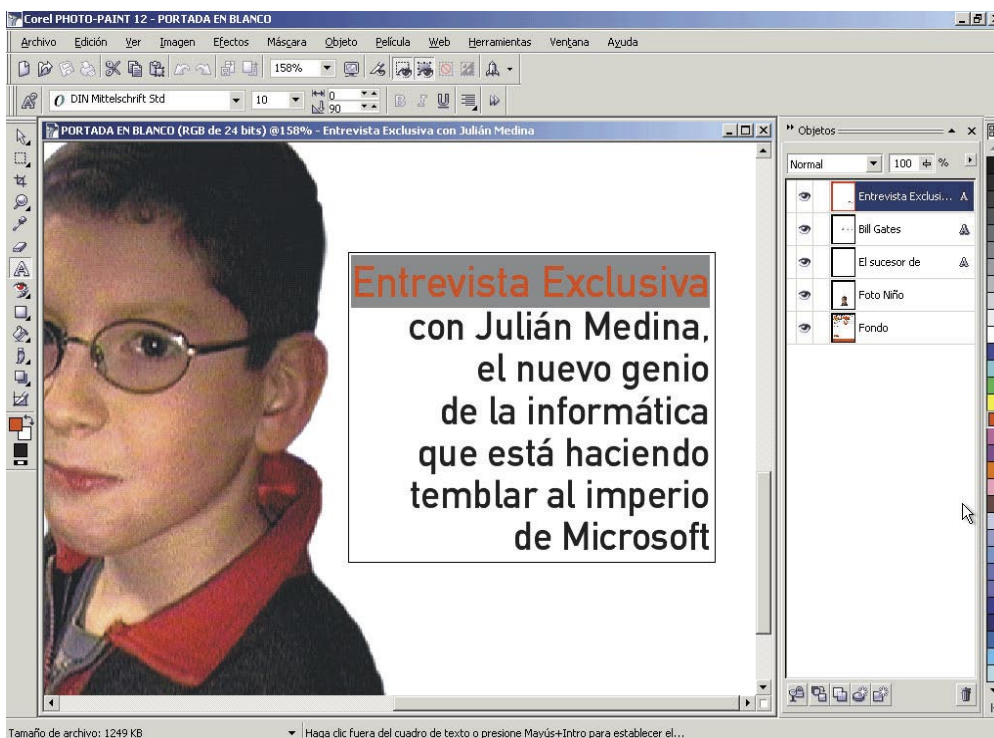 Corel PHOTO-PAINT 12 - PORTADA EN BLANCO
Archivo Edición Ver Imagen Efectos Máscara Objeto Película Web Herramientas Ventana Ayuda
158%
DIN Mittelschrift Std 10 0 90
PORTADA EN BLANCO (RGB de 24 bits) @158% - Entrevista Exclusiva con Julián Medina
Entrevista Exclusiva
con Julián Medina,
el nuevo genio
de la informática
que está haciendo
temblar al imperio
de Microsoft
Objetos
Normal 100 %
Entrevista Exclusi...
Bill Gates
El sucesor de
Foto Niño
Fondo
Tamaño de archivo: 1249 KB Haga clic fuera del cuadro de texto o presione Mayús+Intro para establecer el...